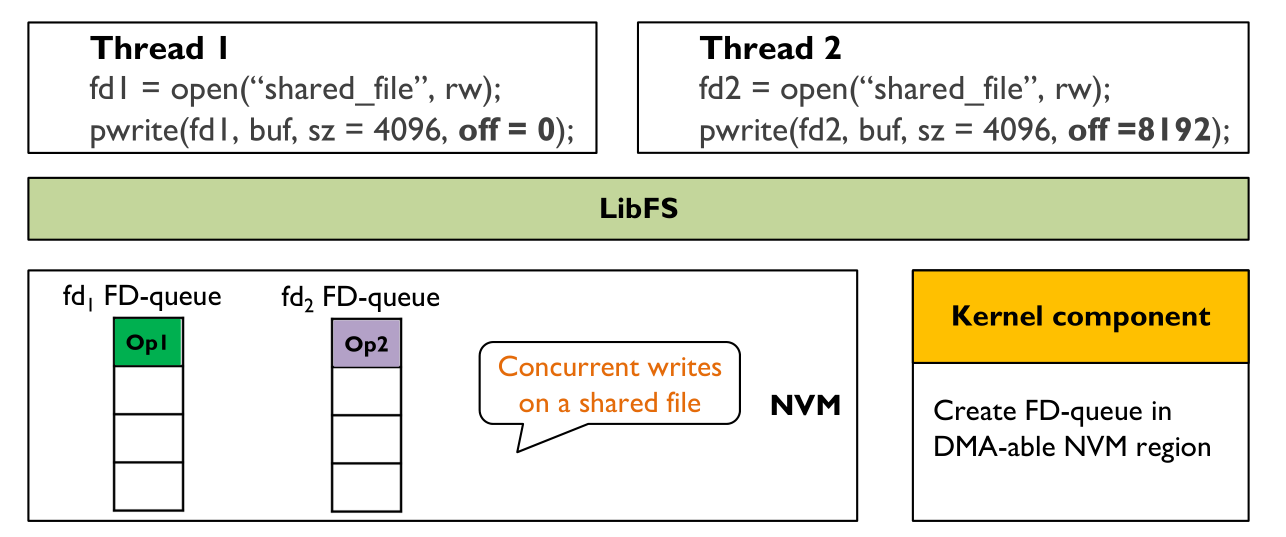 Thread 1
fd1 = open(“shared_file”, rw);
pwrite(fd1, buf, sz = 4096, off = 0);
Thread 2
fd2 = open(“shared_file”, rw);
pwrite(fd2, buf, sz = 4096, off =8192);
LibFS
fd1 FD-queue
fd2 FD-queue
Op1
Op2
Concurrent writes
on a shared file
NVM
Kernel component
Create FD-queue in
DMA-able NVM region